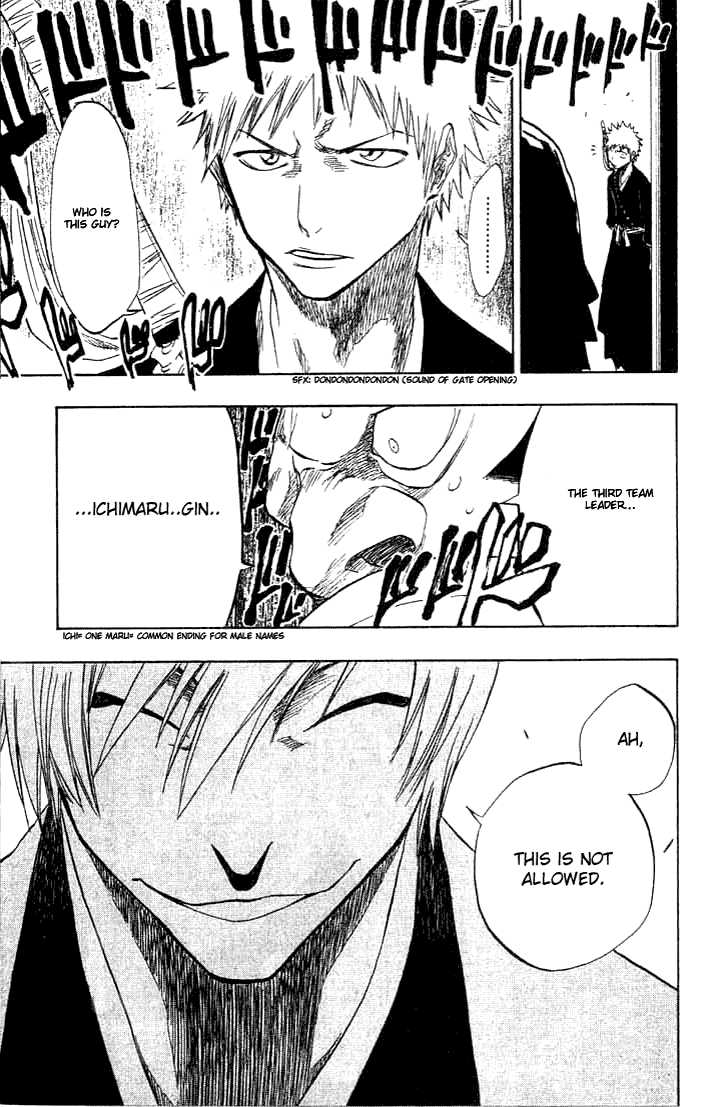 ........
WHO IS
THIS GUY?
SFX: DONDONDONDONDON (SOUND OF GATE OPENING)
THE THIRD TEAM
LEADER...
...ICHIMARU..GIN..
ICHI= ONE MARU= COMMON ENDING FOR MALE NAMES
AH,
THIS IS NOT
ALLOWED.